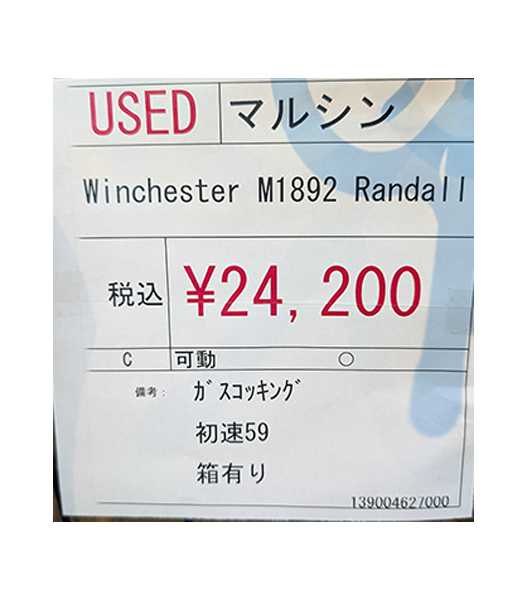 USED マルシン
Winchester M1892 Randall
税込 ¥24,200
C 可動 ○
備考： ｶﾞｽｺｯｷﾝｸﾞ
初速59
箱有り
139004627000